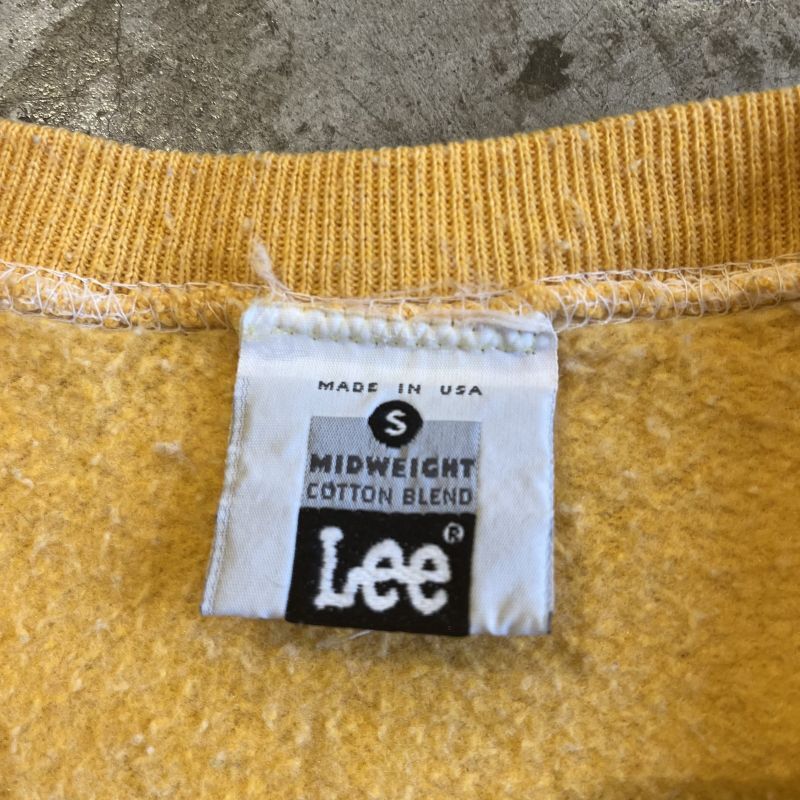 MADE IN USA
S
MIDWEIGHT
COTTON BLEND
Lee®